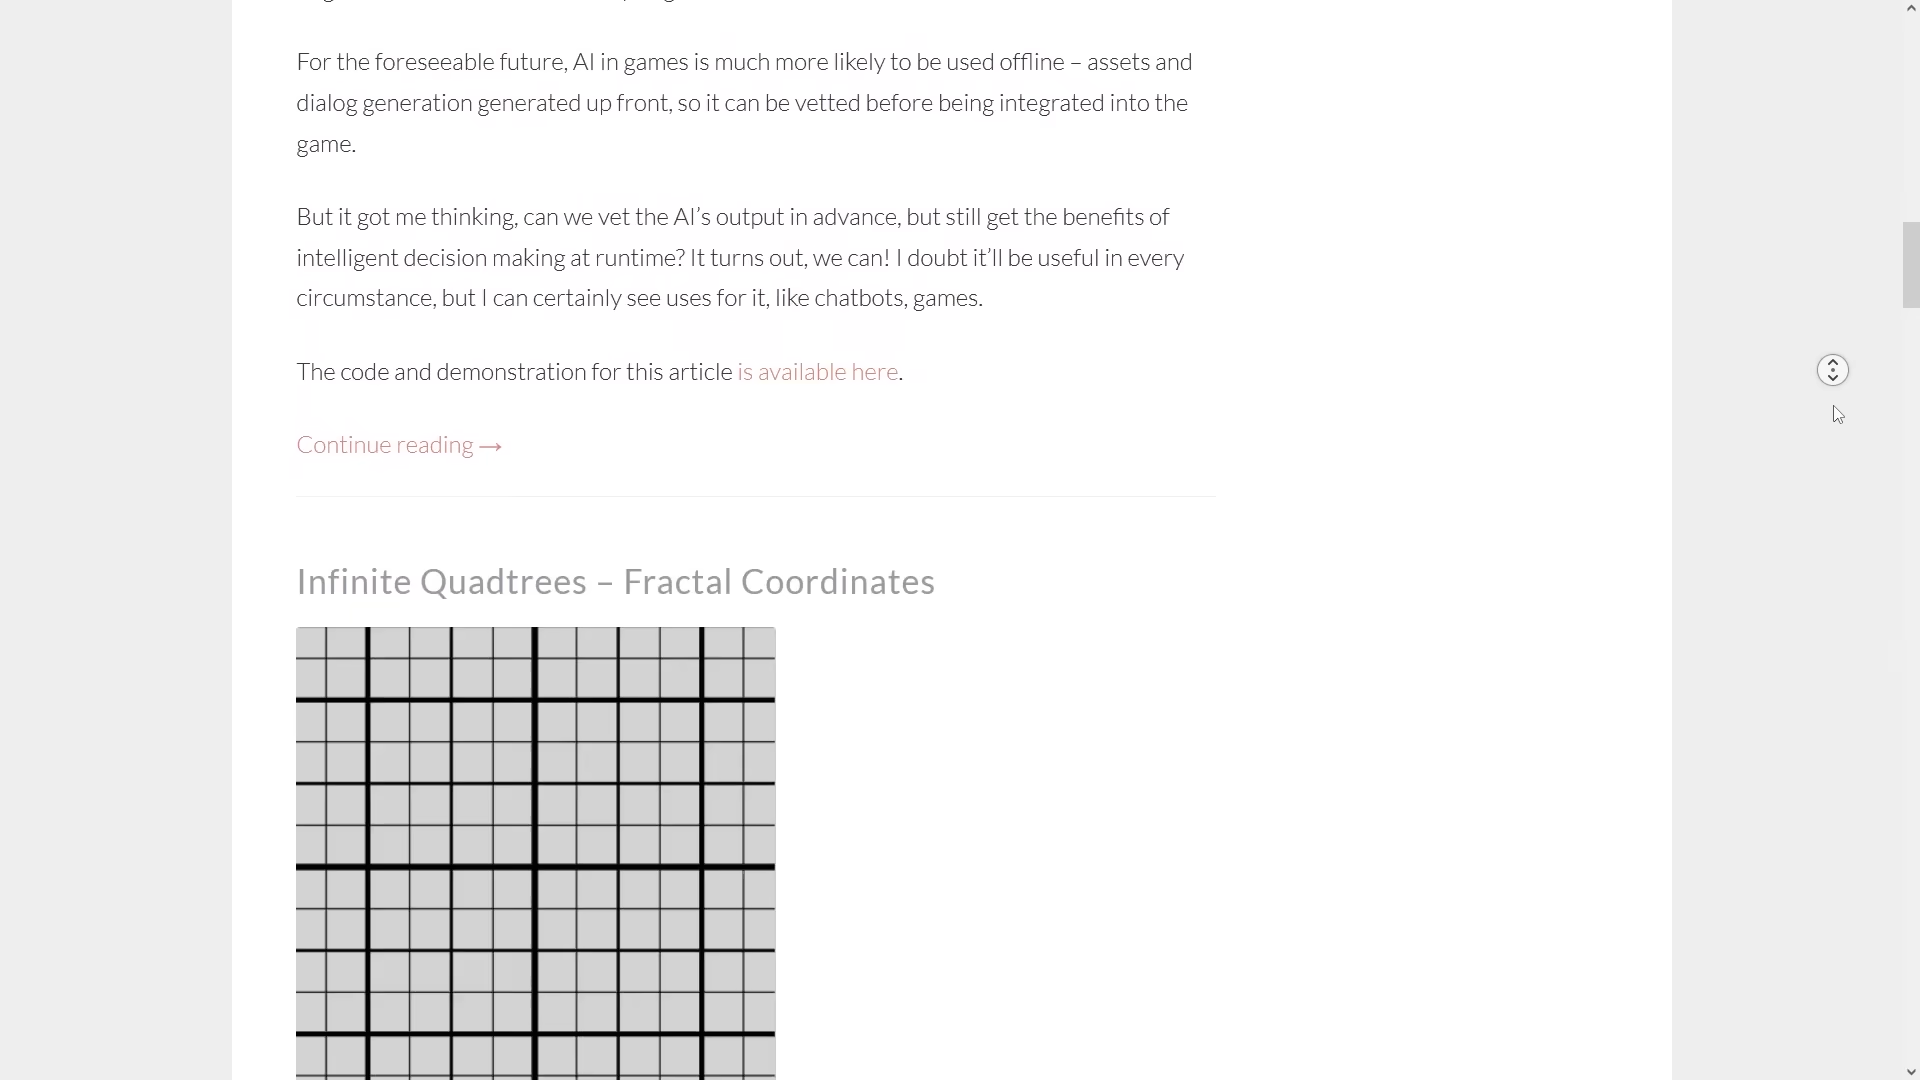 For the foreseeable future, AI in games is much more likely to be used offline – assets and
dialog generation generated up front, so it can be vetted before being integrated into the
game.
But it got me thinking, can we vet the AI’s output in advance, but still get the benefits of
intelligent decision making at runtime? It turns out, we can! I doubt it’ll be useful in every
circumstance, but I can certainly see uses for it, like chatbots, games.
The code and demonstration for this article is available here.
Continue reading →
Infinite Quadtrees – Fractal Coordinates